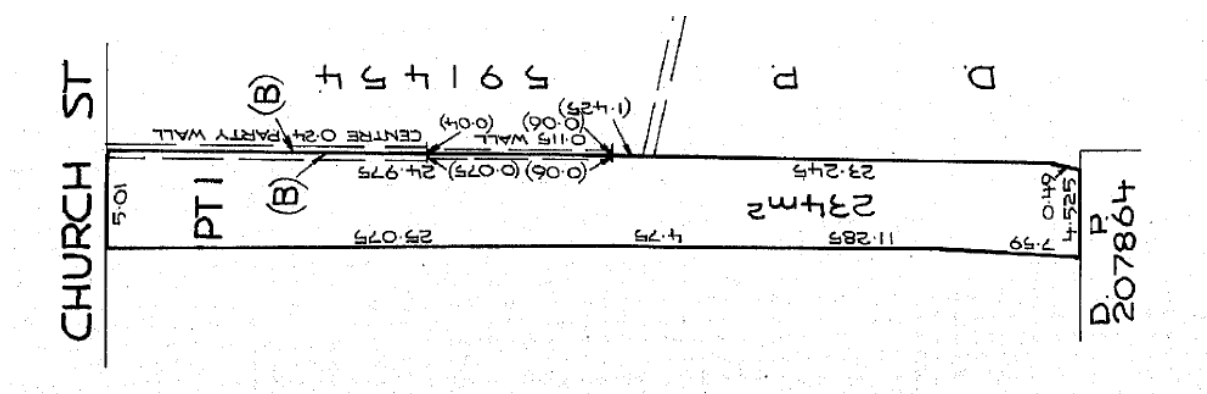 CHURCH ST
D. P. 591454
(B)
CENTRE 0·24 PARTY WALL
(0·04)
0·115 WALL
(0·06)
(1·425)
24·975
(0·075)
(0·06)
23·245
0·49
4·525
5·01
PT 1
(B)
234m²
25·075
4·75
11·285
7·59
D. P.
207864